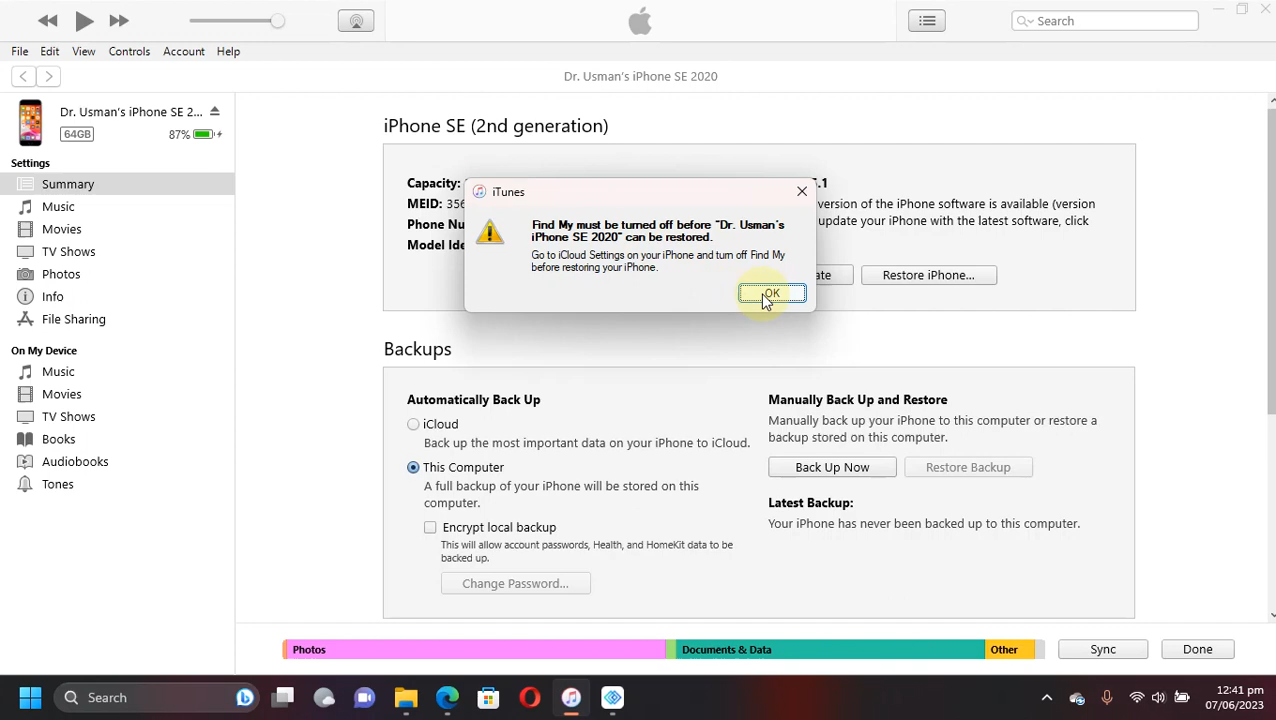 Search
File Edit View Controls Account Help
Dr. Usman's iPhone SE 2020
Dr. Usman's iPhone SE 2...
64GB 87%
Settings
Summary
Music
Movies
TV Shows
Photos
Info
File Sharing
On My Device
Music
Movies
TV Shows
Books
Audiobooks
Tones
iPhone SE (2nd generation)
Capacity:
MEID: 35
Phone Nu
Model Ide
.1
version of the iPhone software is available (version
update your iPhone with the latest software, click
ate
Restore iPhone...
iTunes
Find My must be turned off before "Dr. Usman's
iPhone SE 2020" can be restored.
Go to iCloud Settings on your iPhone and turn off Find My
before restoring your iPhone.
OK
Backups
Automatically Back Up
iCloud
Back up the most important data on your iPhone to iCloud.
This Computer
A full backup of your iPhone will be stored on this
computer.
Encrypt local backup
This will allow account passwords, Health, and HomeKit data to be
backed up.
Change Password...
Manually Back Up and Restore
Manually back up your iPhone to this computer or restore a
backup stored on this computer.
Back Up Now Restore Backup
Latest Backup:
Your iPhone has never been backed up to this computer.
Photos Documents & Data Other
Sync Done
Search
12:41 pm
07/06/2023